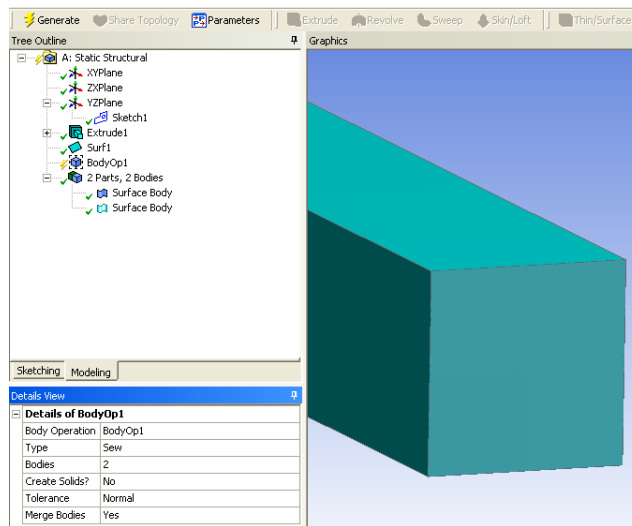 Generate Share Topology Parameters Extrude Revolve Sweep Skin/Loft Thin/Surface
Tree Outline
Graphics
A: Static Structural
XYPlane
ZXPlane
YZPlane
Sketch1
Extrude1
Surf1
BodyOp1
2 Parts, 2 Bodies
Surface Body
Surface Body
Sketching Modeling
Details View
Details of BodyOp1
Body Operation BodyOp1
Type Sew
Bodies 2
Create Solids? No
Tolerance Normal
Merge Bodies Yes